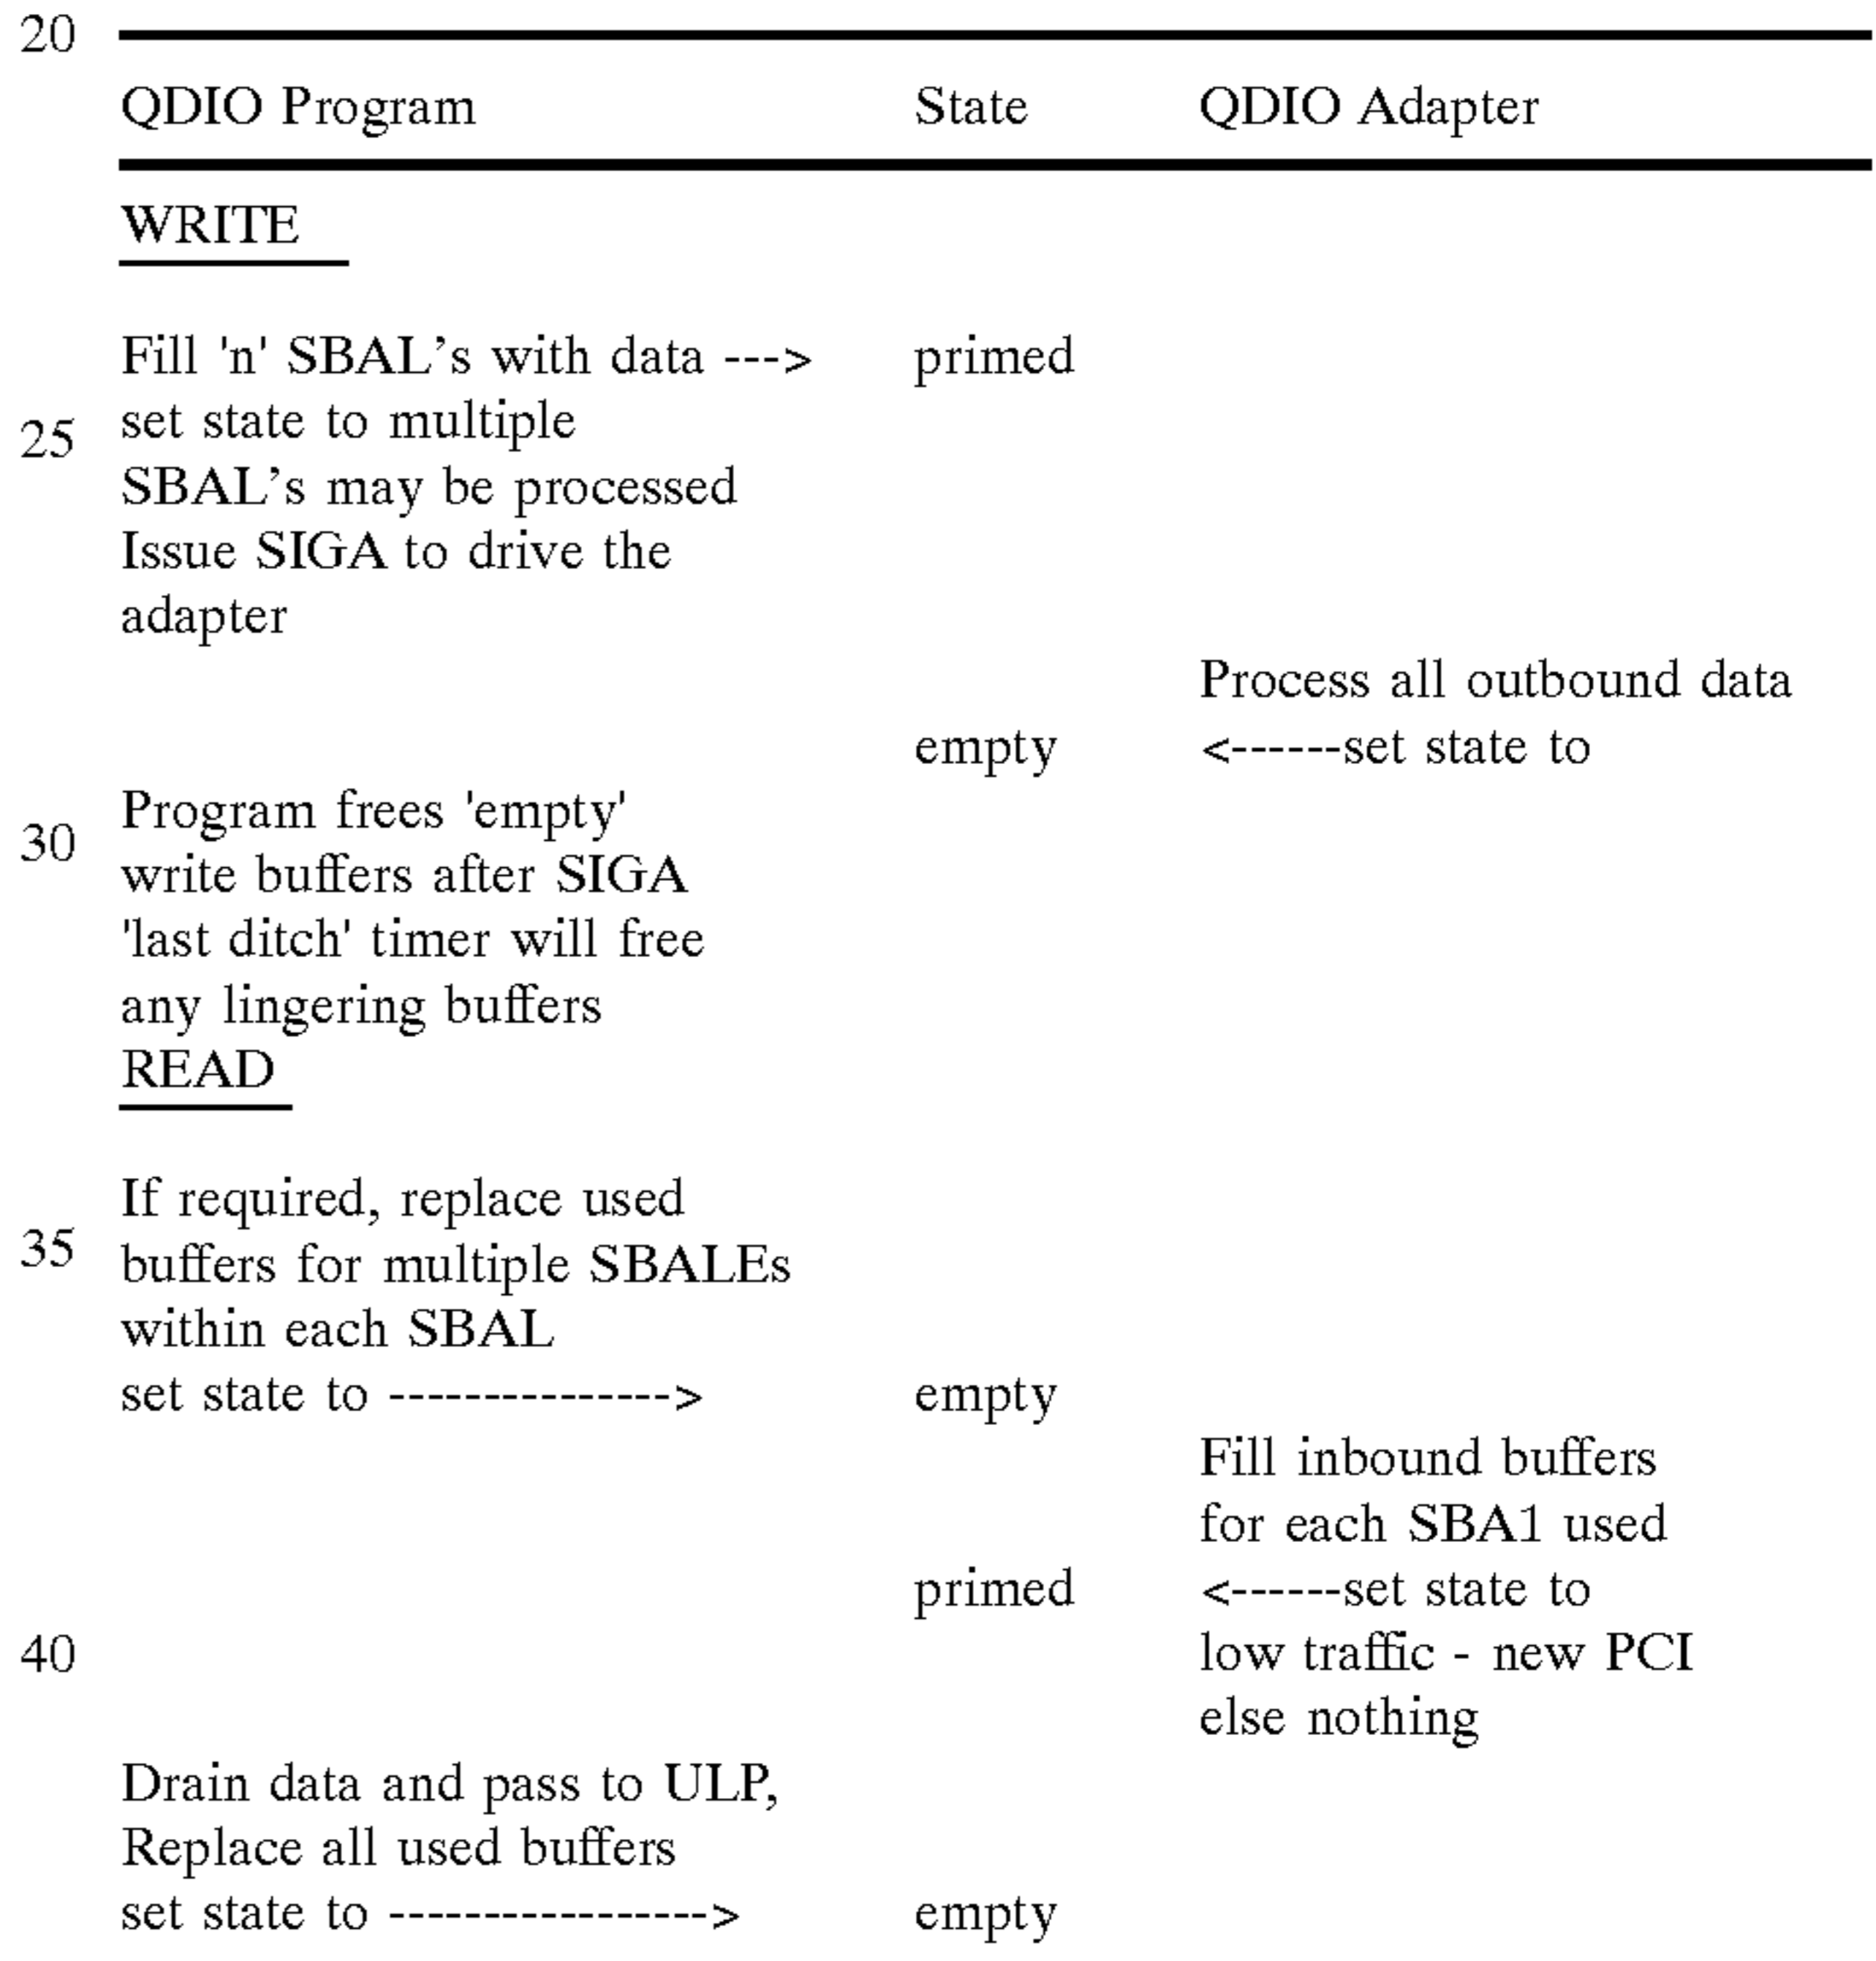 20
QDIO Program State QDIO Adapter
WRITE
Fill 'n' SBAL's with data ---> primed
set state to multiple
25
SBAL's may be processed
Issue SIGA to drive the
adapter
Process all outbound data
empty <------set state to
Program frees 'empty'
30
write buffers after SIGA
'last ditch' timer will free
any lingering buffers
READ
If required, replace used
35
buffers for multiple SBALEs
within each SBAL
set state to ---------------> empty
Fill inbound buffers
for each SBA1 used
primed <------set state to
40 low traffic - new PCI
else nothing
Drain data and pass to ULP,
Replace all used buffers
set state to -----------------> empty